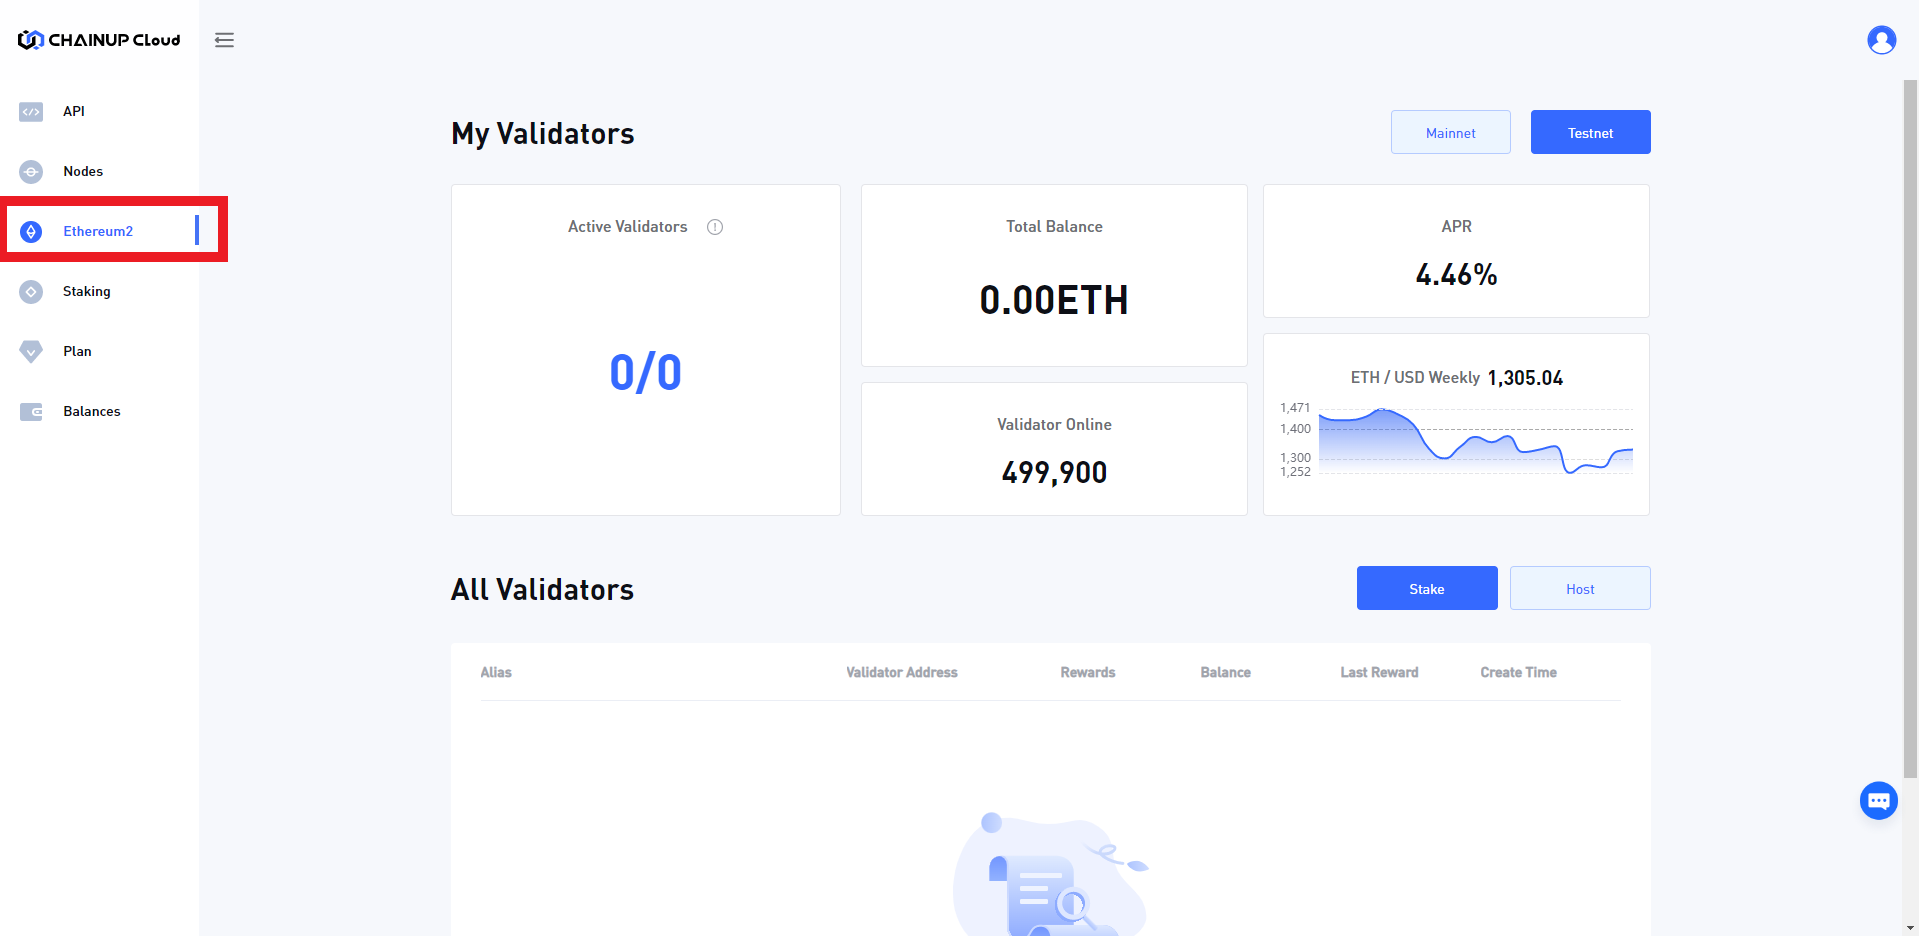 CHAINUP Cloud
API
Nodes
Ethereum2
Staking
Plan
Balances
My Validators
Mainnet
Testnet
Active Validators
0/0
Total Balance
0.00ETH
Validator Online
499,900
APR
4.46%
ETH / USD Weekly 1,305.04
1,471
1,400
1,300
1,252
All Validators
Stake
Host
Alias Validator Address Rewards Balance Last Reward Create Time